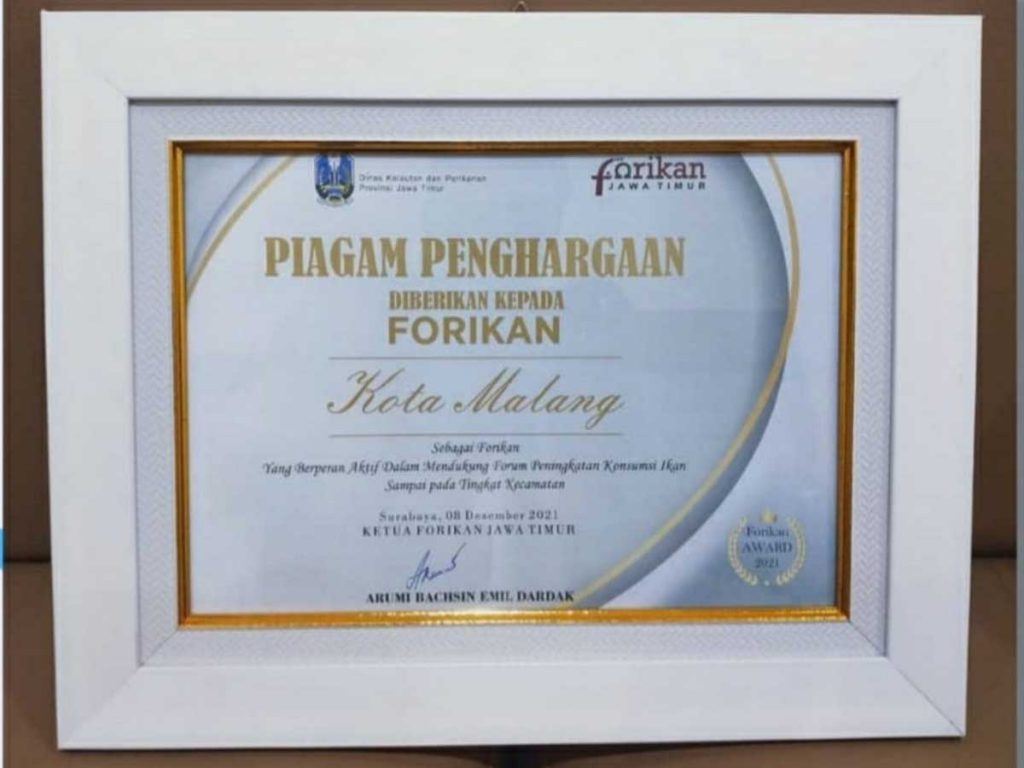 Dinas Kelautan dan Perikanan
Provinsi Jawa Timur
forikan
JAWA TIMUR
PIAGAM PENGHARGAAN
DIBERIKAN KEPADA
FORIKAN
Kota Malang
Sebagai Forikan
Yang Berperan Aktif Dalam Mendukung Forum Peningkatan Konsumsi Ikan
Sampai pada Tingkat Kecamatan
Surabaya, 08 Desember 2021
KETUA FORIKAN JAWA TIMUR
ARUMI BACHSIN EMIL DARDAK
Forikan
AWARD
2021